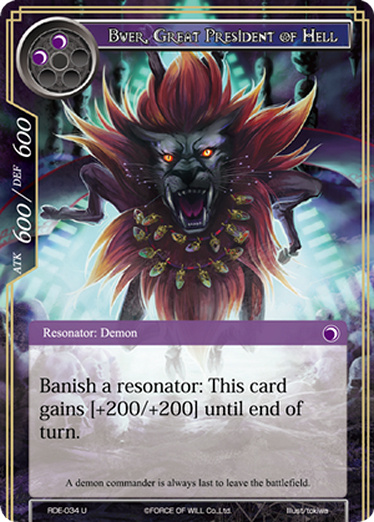 Bwer, Great President of Hell
ATK 600 / DEF 600
Resonator: Demon
Banish a resonator: This card
gains [+200/+200] until end of
turn.
A demon commander is always last to leave the battlefield.
RDE-034 U
©FORCE OF WILL Co.,Ltd.
Illust/tokiwa